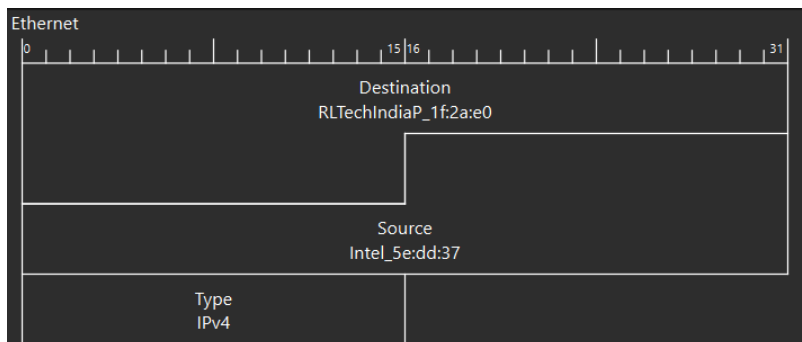 Ethernet
0 15 16 31
Destination
RLTechIndiaP_1f:2a:e0
Source
Intel_5e:dd:37
Type
IPv4